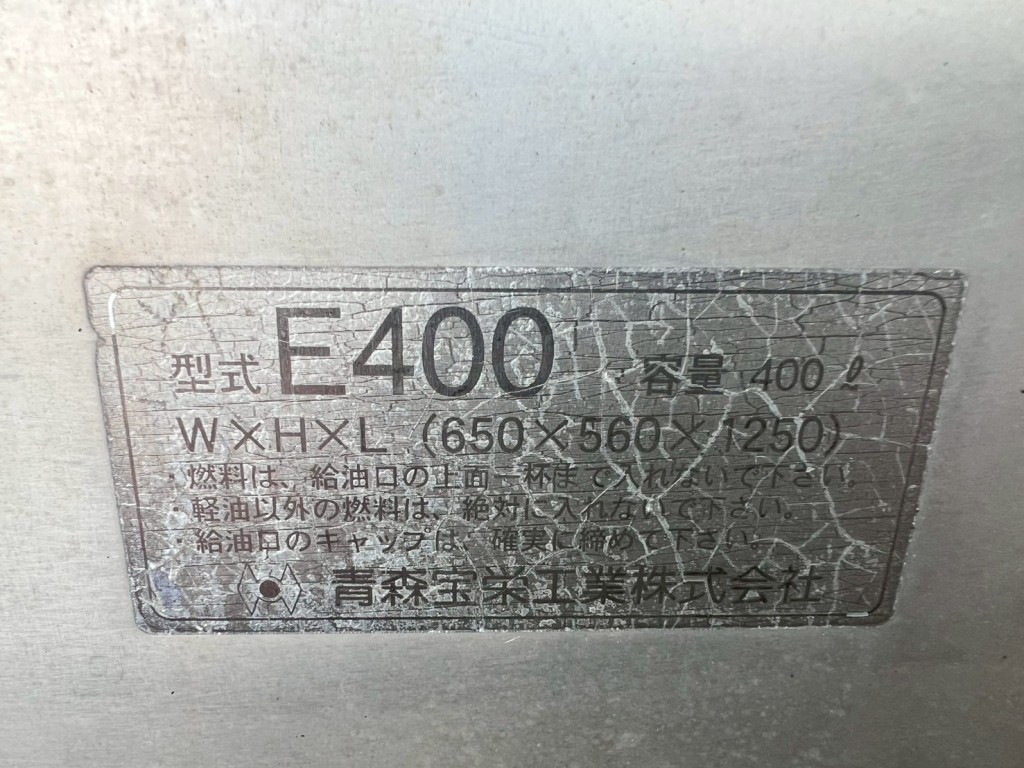 型式 E400 容量 400ℓ
W×H×L (650×560×1250)
・燃料は、給油口の上面一杯まで入れないで下さい。
・軽油以外の燃料は、絶対に入れないで下さい。
・給油口のキャップは、確実に締めて下さい。
青森宝栄工業株式会社